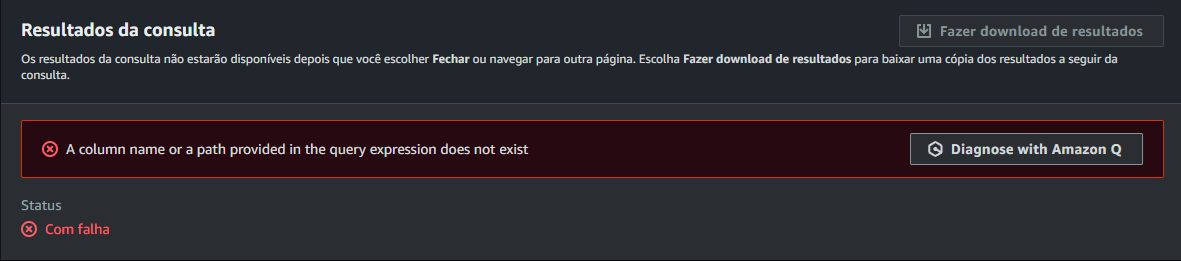 Resultados da consulta
Fazer download de resultados
Os resultados da consulta não estarão disponíveis depois que você escolher Fechar ou navegar para outra página. Escolha Fazer download de resultados para baixar uma cópia dos resultados a seguir da
consulta.
A column name or a path provided in the query expression does not exist
Diagnose with Amazon Q
Status
Com falha